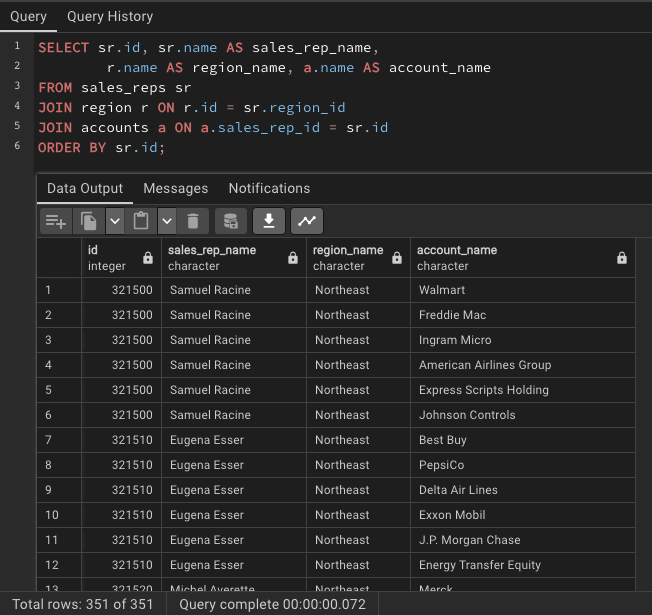 Query Query History
1 SELECT sr.id, sr.name AS sales_rep_name,
2 r.name AS region_name, a.name AS account_name
3 FROM sales_reps sr
4 JOIN region r ON r.id = sr.region_id
5 JOIN accounts a ON a.sales_rep_id = sr.id
6 ORDER BY sr.id;
Data Output Messages Notifications
id sales_rep_name region_name account_name
integer character character character
1 321500 Samuel Racine Northeast Walmart
2 321500 Samuel Racine Northeast Freddie Mac
3 321500 Samuel Racine Northeast Ingram Micro
4 321500 Samuel Racine Northeast American Airlines Group
5 321500 Samuel Racine Northeast Express Scripts Holding
6 321500 Samuel Racine Northeast Johnson Controls
7 321510 Eugena Esser Northeast Best Buy
8 321510 Eugena Esser Northeast PepsiCo
9 321510 Eugena Esser Northeast Delta Air Lines
10 321510 Eugena Esser Northeast Exxon Mobil
11 321510 Eugena Esser Northeast J.P. Morgan Chase
12 321510 Eugena Esser Northeast Energy Transfer Equity
13 321520 Michel Averette Northeast Merck
Total rows: 351 of 351 Query complete 00:00:00.072